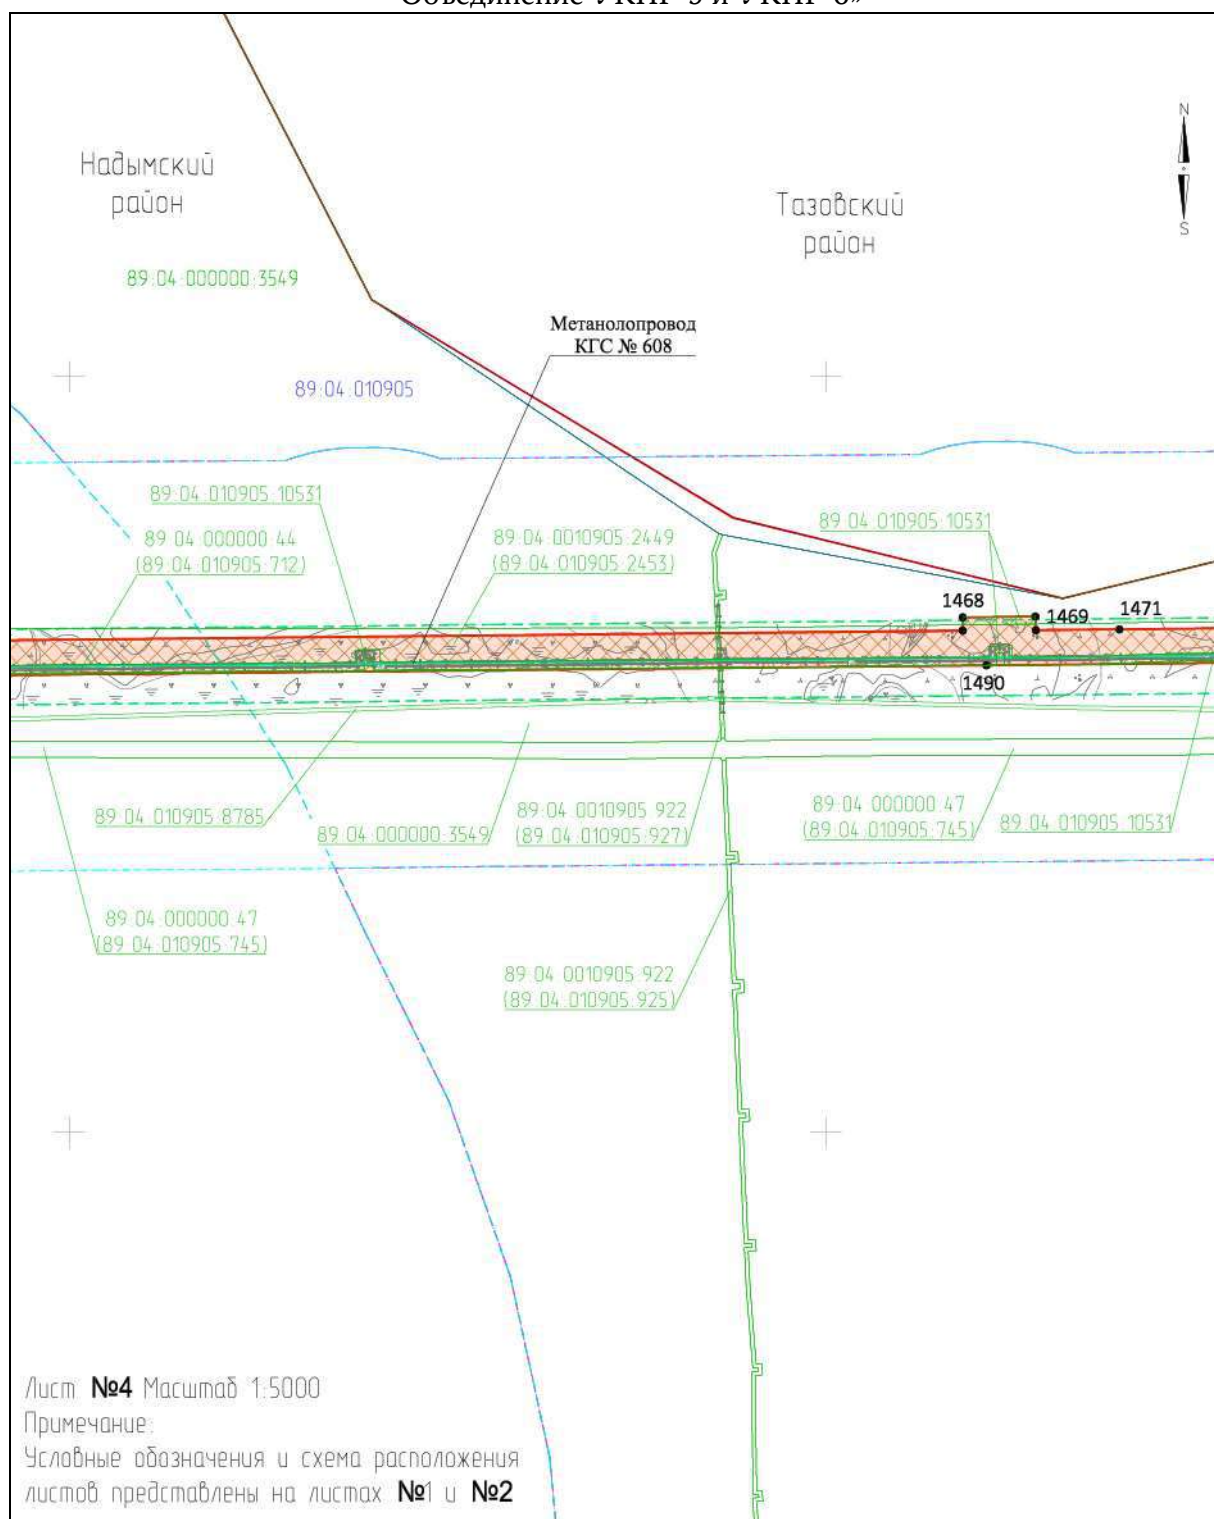 Объединение УКПГ-5 и УКПГ-6»
N
S
Надымский
район
Тазовский
район
89:04:000000:3549
Метанолопровод
КГС № 608
89:04:010905
89:04:010905:10531
89:04:000000:44
(89:04:010905:712)
89:04:0010905:2449
(89:04:010905:2453)
89:04:010905:10531
1468
1469
1471
1490
89:04:010905:8785
89:04:000000:3549
89:04:0010905:922
(89:04:010905:927)
89:04:000000:47
(89:04:010905:745)
89:04:010905:10531
89:04:000000:47
(89:04:010905:745)
89:04:0010905:922
(89:04:010905:925)
Лист №4 Масштаб 1:5000
Примечание:
Условные обозначения и схема расположения
листов представлены на листах №1 и №2